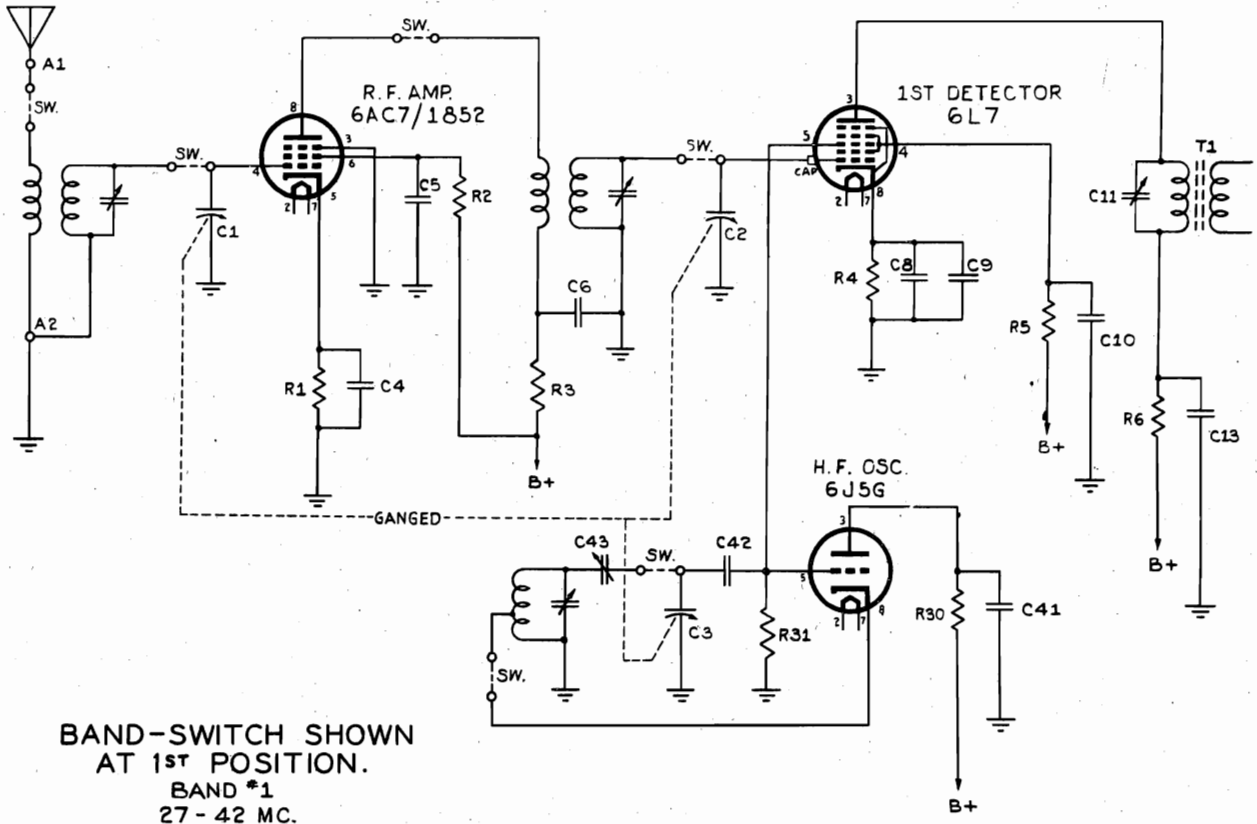 SW.
A1
SW.
R.F. AMP.
6AC7/1852
1ST DETECTOR
6L7
8
3
6
4
5
2 7
SW.
C1
C5
R2
3
5
4
CAP
8
2 7
SW.
C2
T1
C11
A2
C6
R4
C8
C9
R5
C10
R1
C4
R3
R6
C13
B+
B+
H.F. OSC.
6J5G
GANGED
C43
SW.
C42
3
5
8
2 7
B+
C3
R31
R30
C41
SW.
B+
BAND-SWITCH SHOWN
AT 1ST POSITION.
BAND #1
27-42 MC.